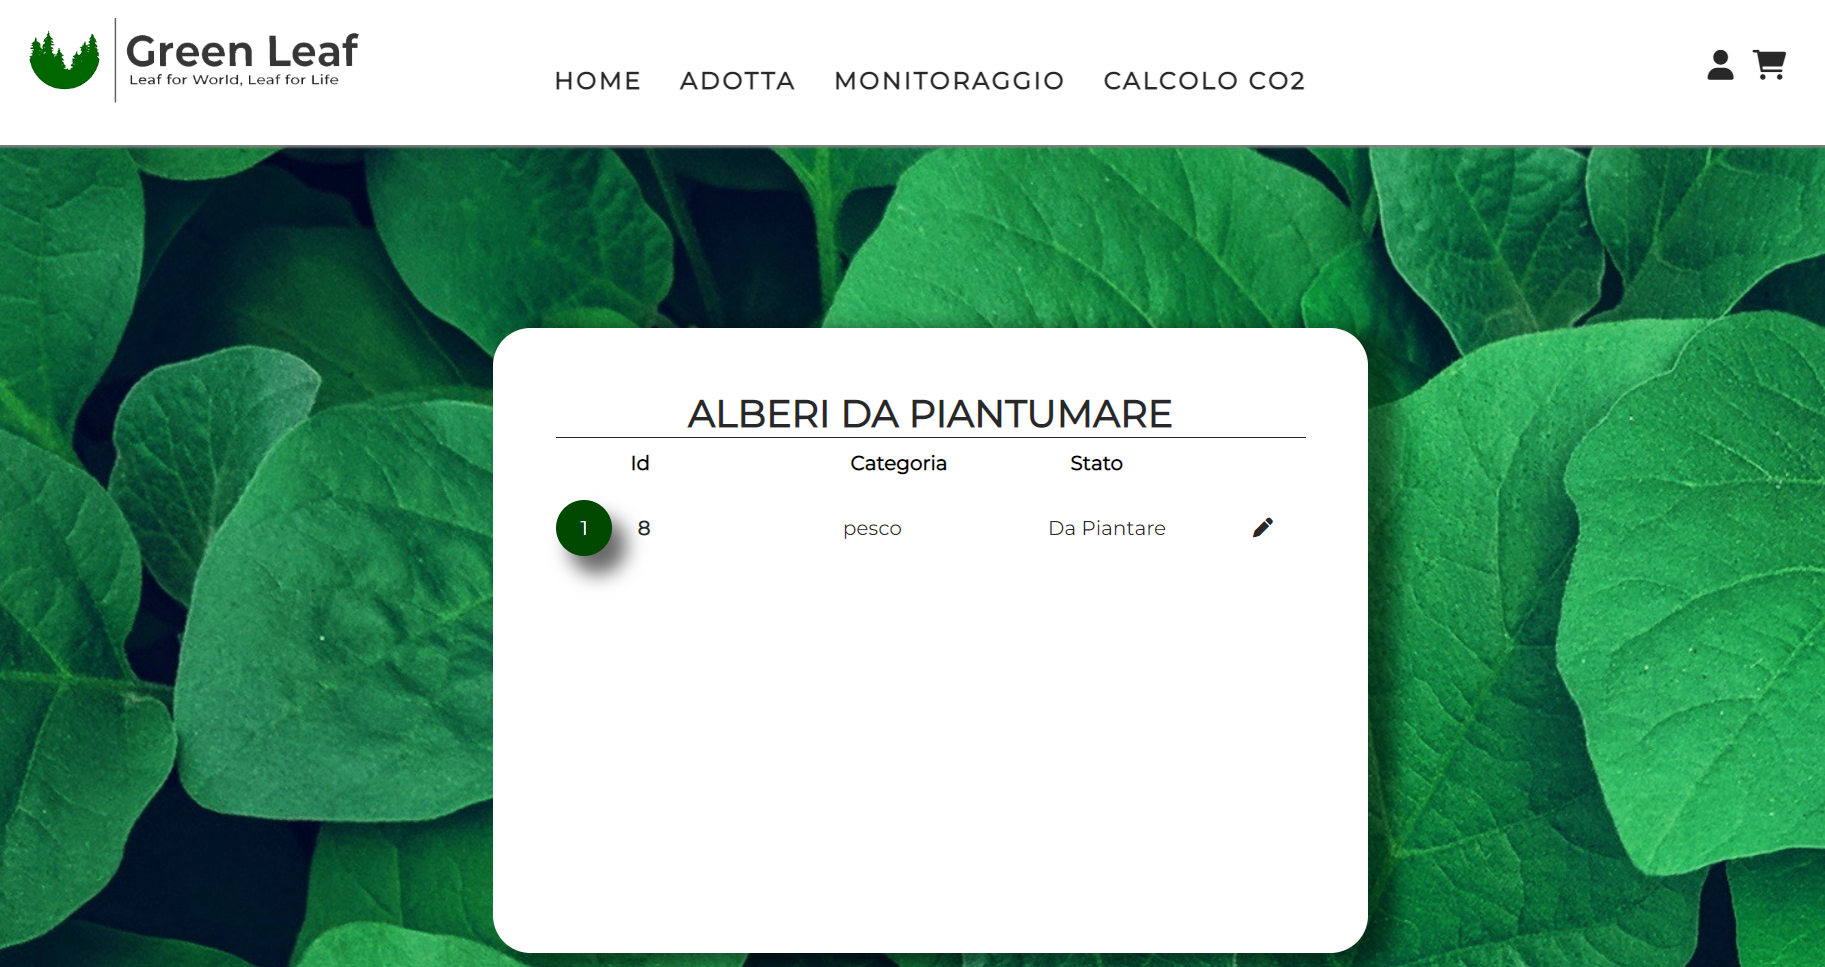 Green Leaf
Leaf for World, Leaf for Life
HOME ADOTTA MONITORAGGIO CALCOLO CO2
ALBERI DA PIANTUMARE
Id Categoria Stato
1 8 pesco Da Piantare